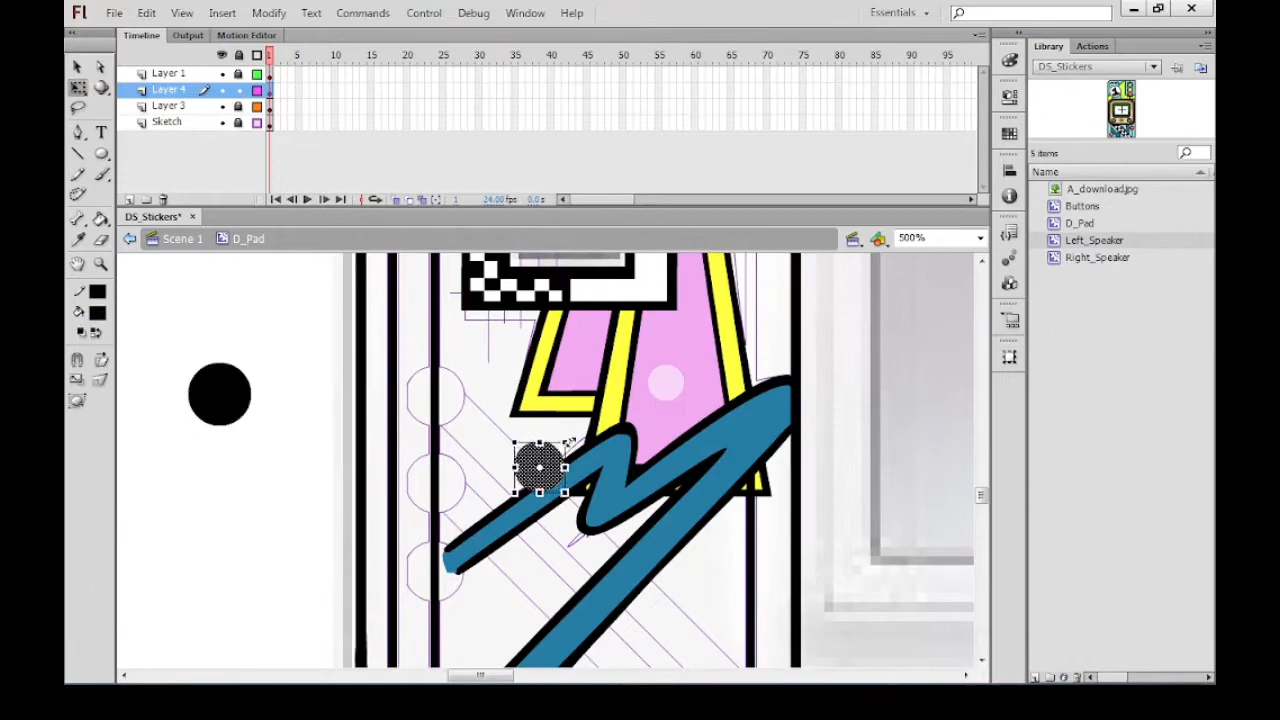 Fl File Edit View Insert Modify Text Commands Control Debug Window Help Essentials
Timeline Output Motion Editor
1 5 10 15 20 25 30 35 40 45 50 55 60 65 70 75 80 85 90 95
Layer 1
Layer 4
Layer 3
Sketch
1 24.00 fps 0.0 s
DS_Stickers*
Scene 1 D_Pad 500%
Library Actions
DS_Stickers
5 items
Name
A_download.jpg
Buttons
D_Pad
Left_Speaker
Right_Speaker
T